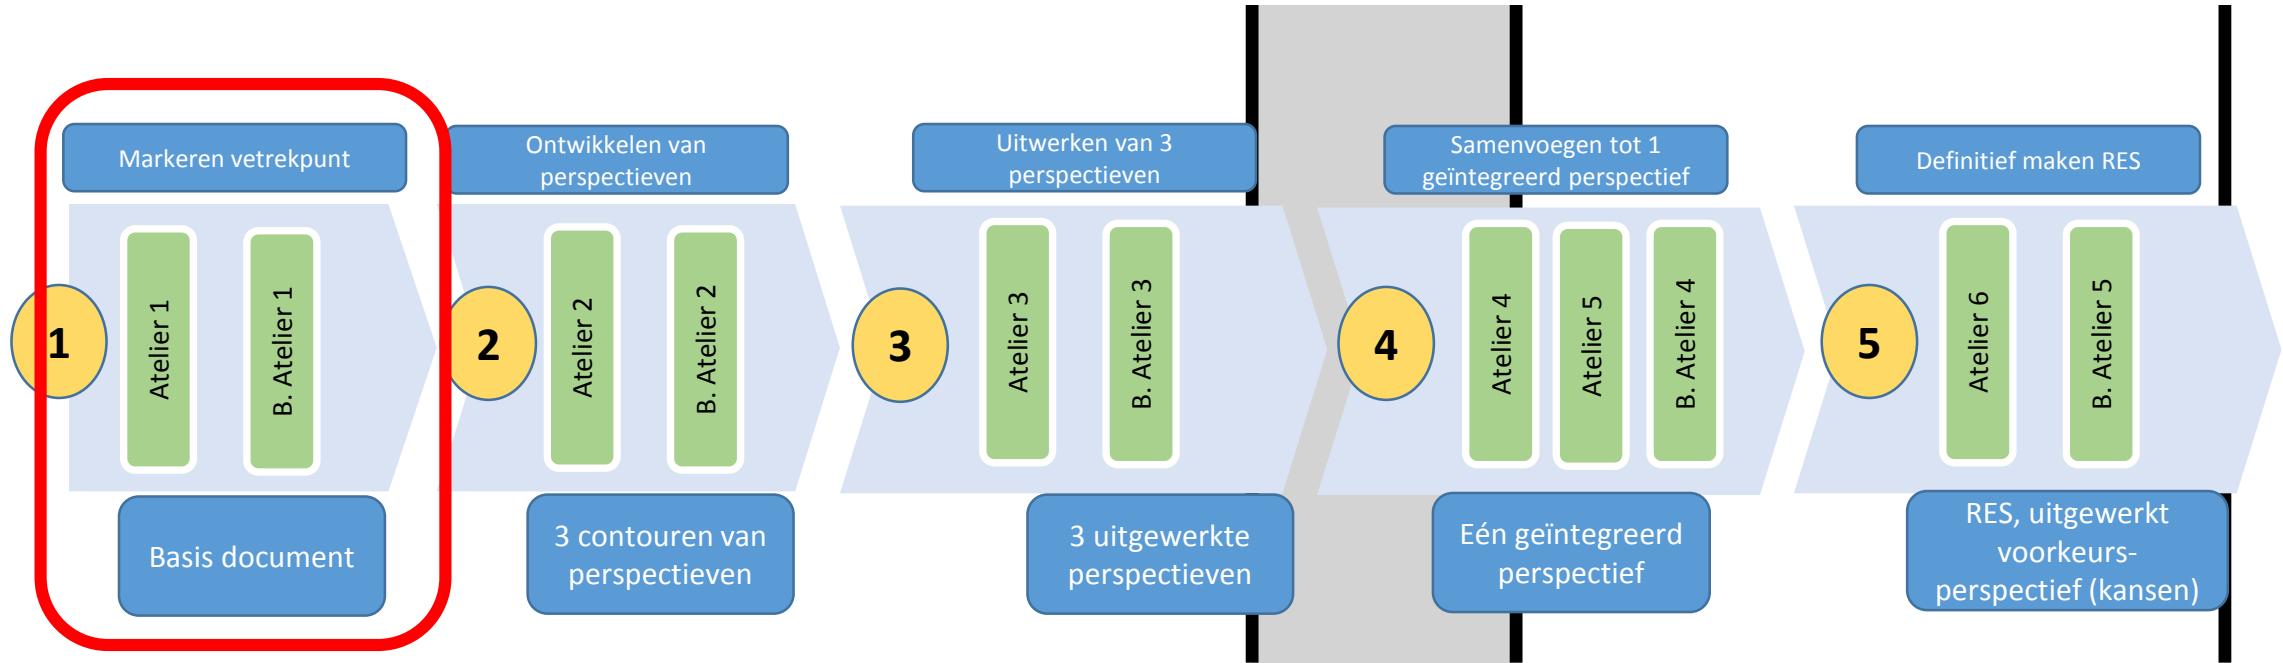 Markeren vetrekpunt
1
Atelier 1
B. Atelier 1
Basis document
Ontwikkelen van
perspectieven
2
Atelier 2
B. Atelier 2
3 contouren van
perspectieven
Uitwerken van 3
perspectieven
3
Atelier 3
B. Atelier 3
3 uitgewerkte
perspectieven
Samenvoegen tot 1
geïntegreerd perspectief
4
Atelier 4
Atelier 5
B. Atelier 4
Eén geïntegreerd
perspectief
Definitief maken RES
5
Atelier 6
B. Atelier 5
RES, uitgewerkt
voorkeurs-
perspectief (kansen)